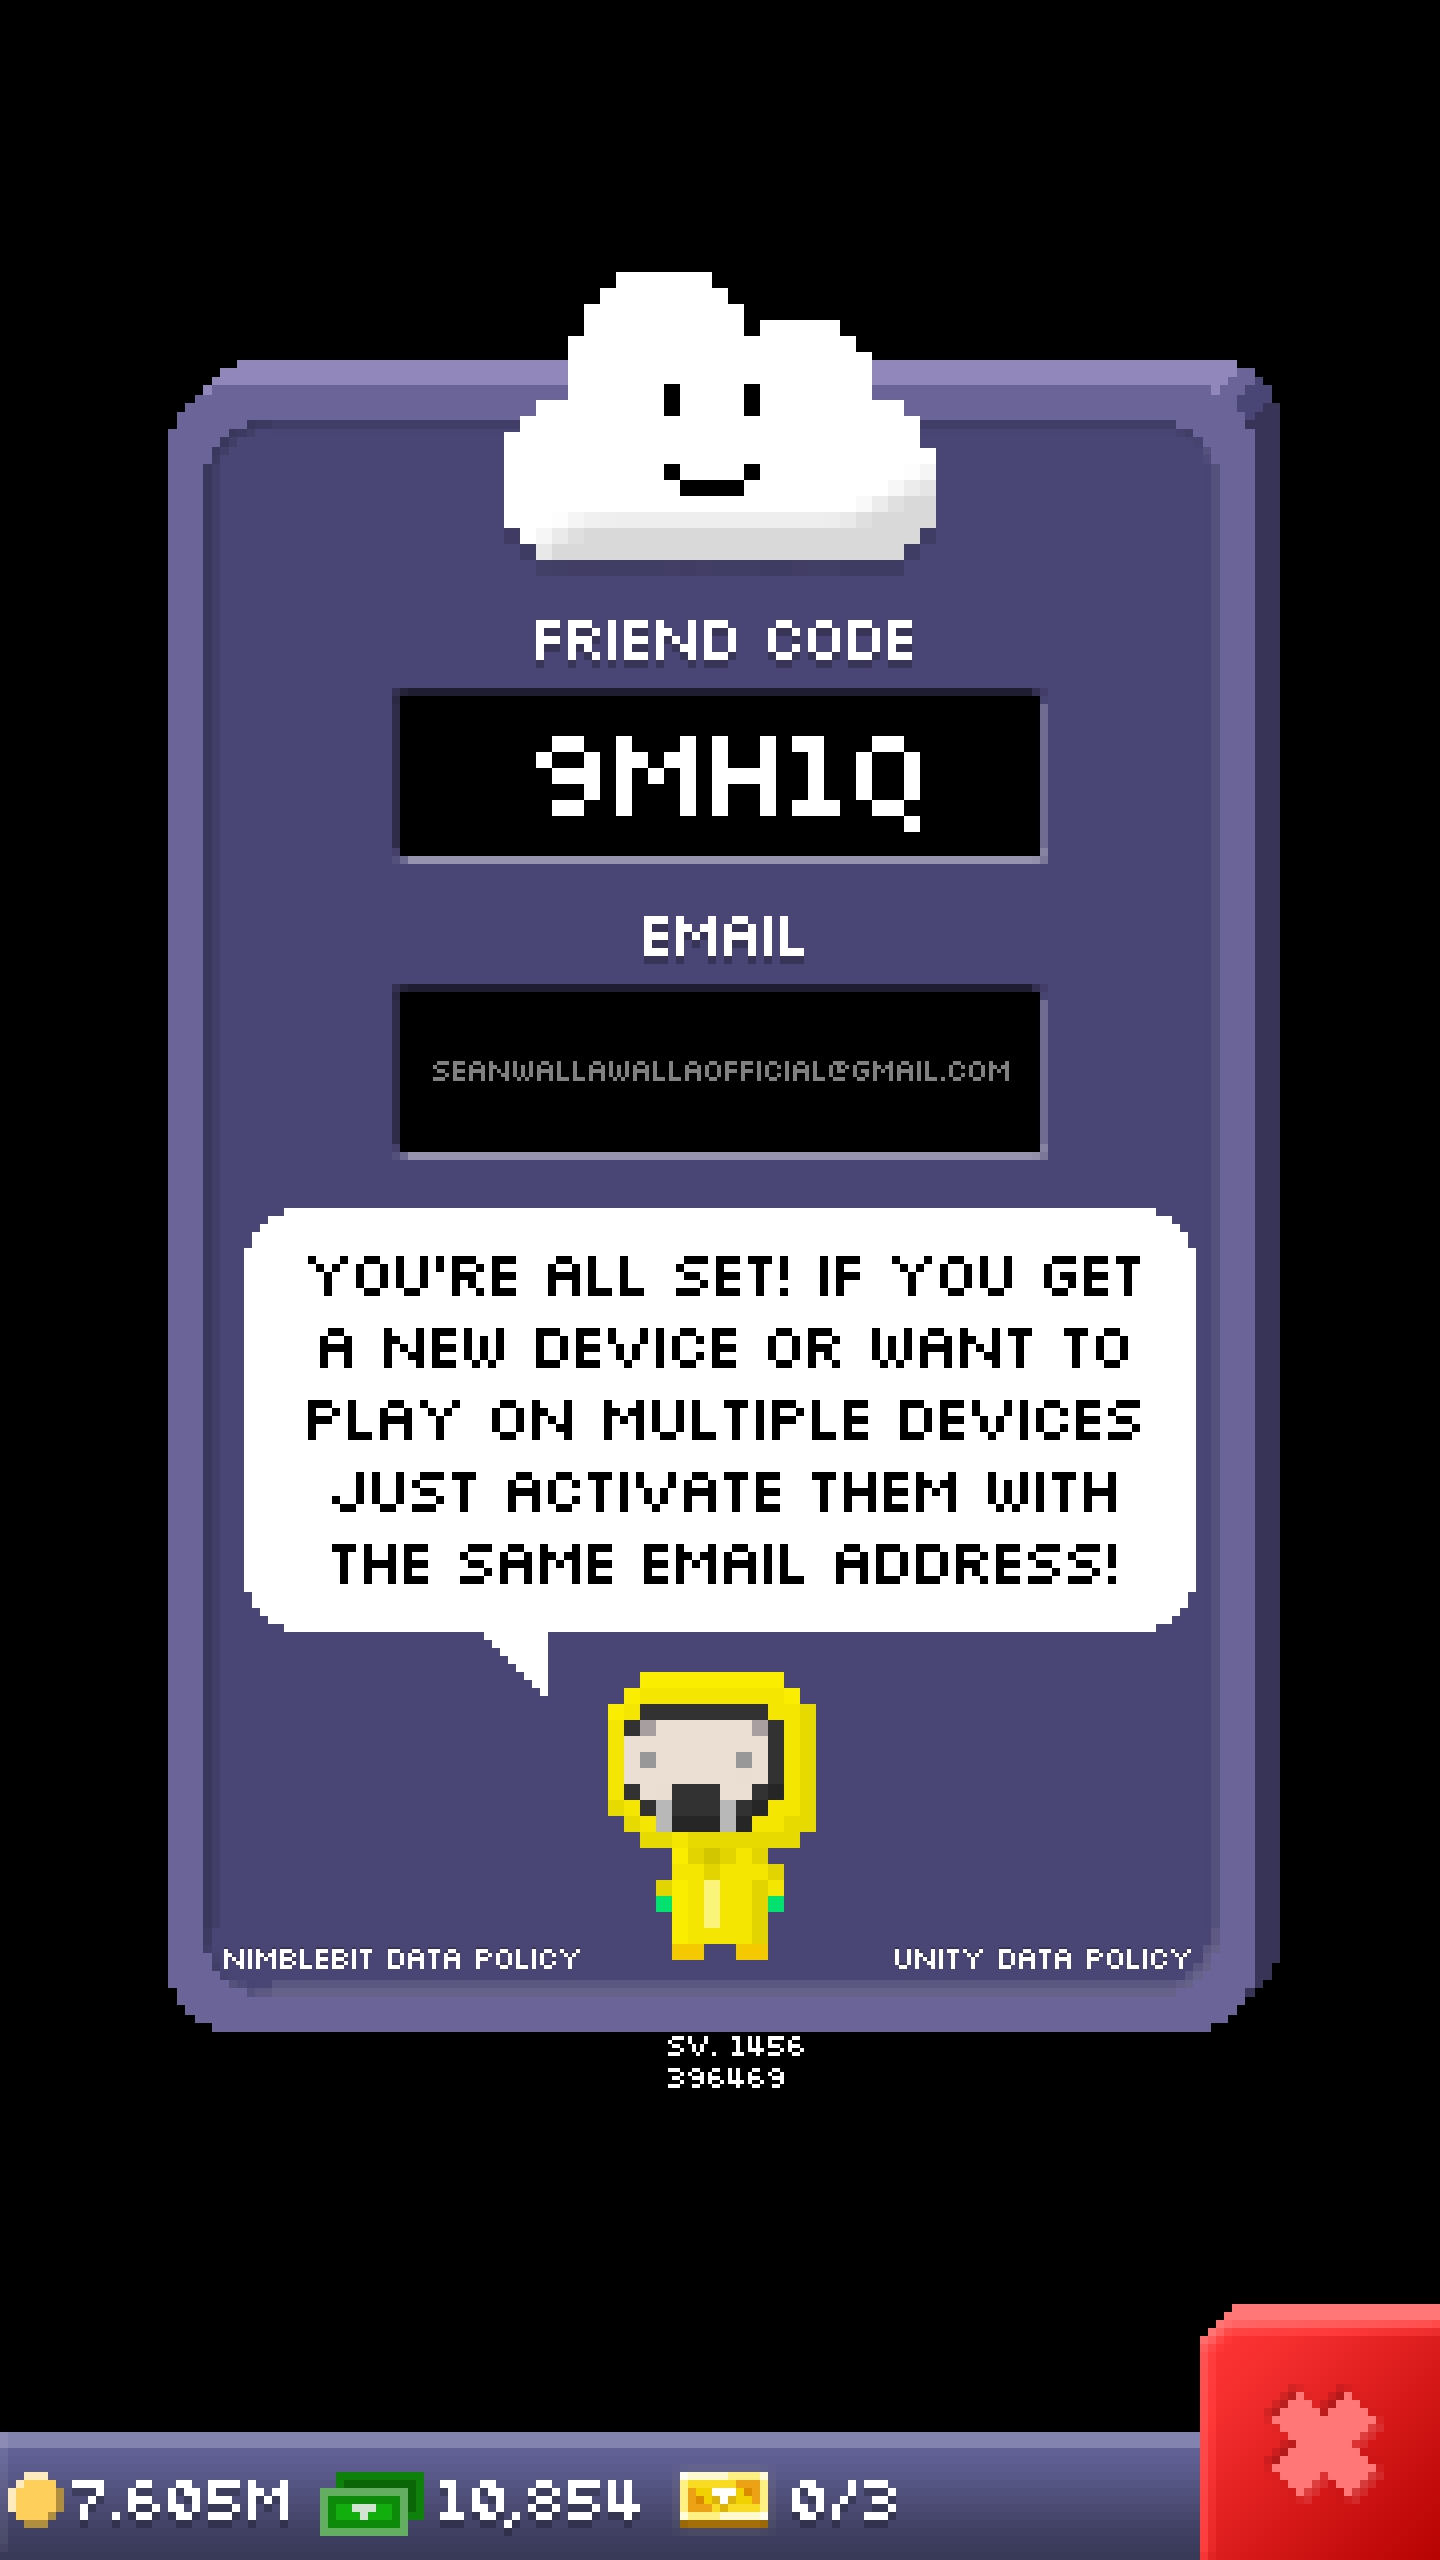 FRIEND CODE
9MH1Q
EMAIL
SEANWALLAWALLAOFFICIAL@GMAIL.COM
YOU'RE ALL SET! IF YOU GET
A NEW DEVICE OR WANT TO
PLAY ON MULTIPLE DEVICES
JUST ACTIVATE THEM WITH
THE SAME EMAIL ADDRESS!
NIMBLEBIT DATA POLICY
UNITY DATA POLICY
SV. 1456
396469
7.605M
10,854
0/3